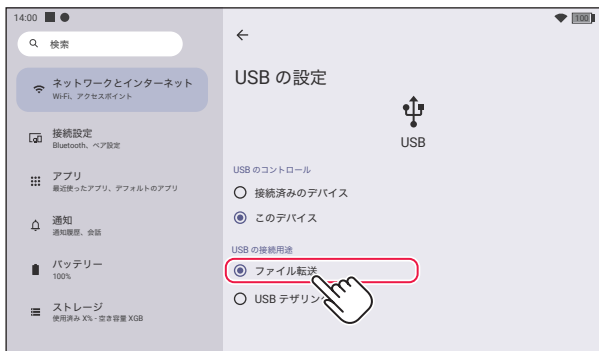 14:00
100
検索
ネットワークとインターネット
Wi-Fi、アクセスポイント
接続設定
Bluetooth、ペア設定
アプリ
最近使ったアプリ、デフォルトのアプリ
通知
通知履歴、会話
バッテリー
100%
ストレージ
使用済み X% - 空き容量 XGB
USB の設定
USB
USB のコントロール
接続済みのデバイス
このデバイス
USB の接続用途
ファイル転送
USB テザリン